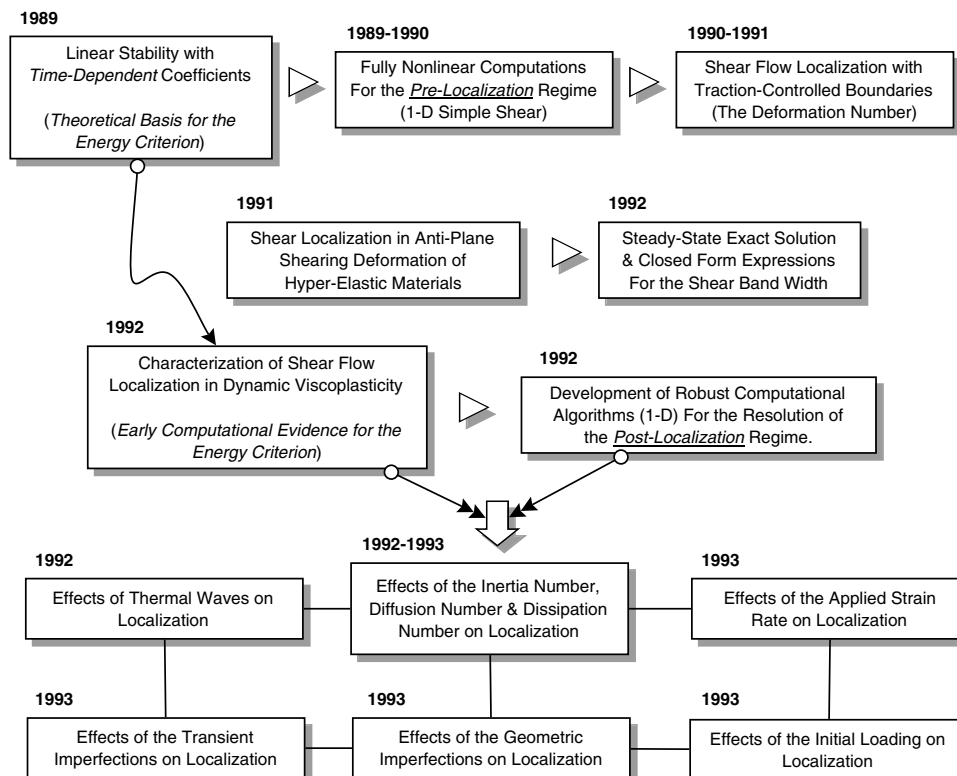 1989
Linear Stability with
Time-Dependent Coefficients
(Theoretical Basis for the
Energy Criterion)
1989-1990
Fully Nonlinear Computations
For the Pre-Localization Regime
(1-D Simple Shear)
1990-1991
Shear Flow Localization with
Traction-Controlled Boundaries
(The Deformation Number)
1991
Shear Localization in Anti-Plane
Shearing Deformation of
Hyper-Elastic Materials
1992
Steady-State Exact Solution
& Closed Form Expressions
For the Shear Band Width
1992
Characterization of Shear Flow
Localization in Dynamic Viscoplasticity
(Early Computational Evidence for the
Energy Criterion)
1992
Development of Robust Computational
Algorithms (1-D) For the Resolution of
the Post-Localization Regime.
1992
Effects of Thermal Waves on
Localization
1992-1993
Effects of the Inertia Number,
Diffusion Number & Dissipation
Number on Localization
1993
Effects of the Applied Strain
Rate on Localization
1993
Effects of the Transient
Imperfections on Localization
1993
Effects of the Geometric
Imperfections on Localization
1993
Effects of the Initial Loading on
Localization